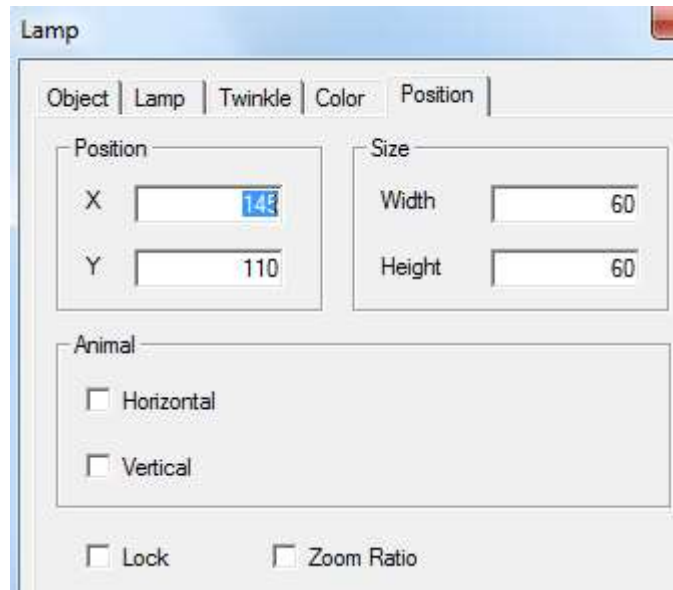 Lamp
Object Lamp Twinkle Color Position
Position
X 145
Y 110
Size
Width 60
Height 60
Animal
Horizontal
Vertical
Lock Zoom Ratio